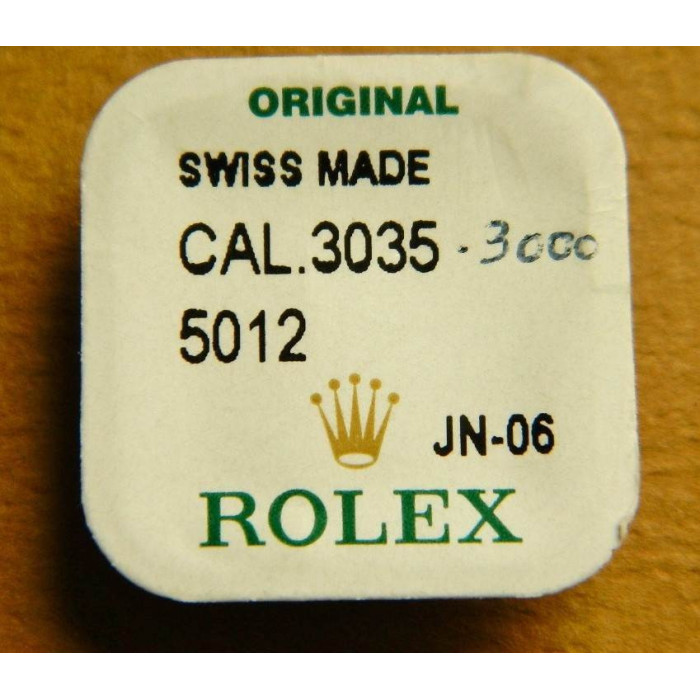 ORIGINAL
SWISS MADE
CAL.3035 -3000
5012
JN-06
ROLEX